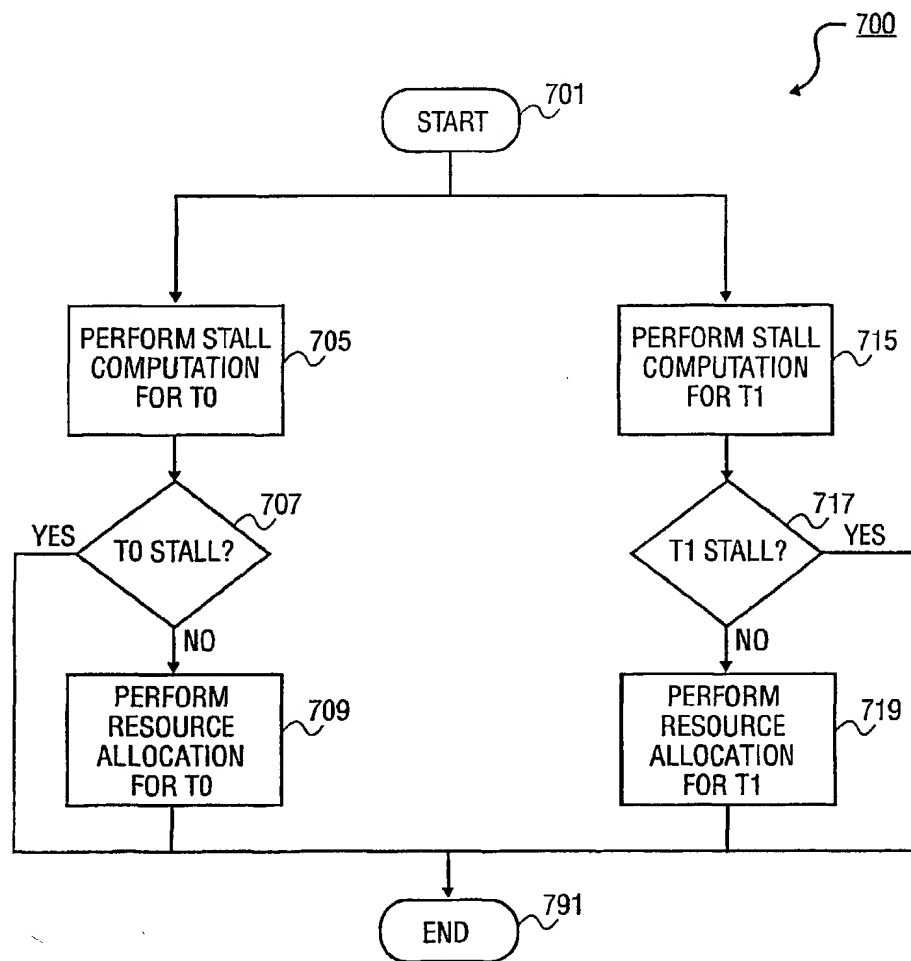 700
START
701
PERFORM STALL
COMPUTATION
FOR T0
705
PERFORM STALL
COMPUTATION
FOR T1
715
YES
T0 STALL?
707
T1 STALL?
717
YES
NO
NO
PERFORM
RESOURCE
ALLOCATION
FOR T0
709
PERFORM
RESOURCE
ALLOCATION
FOR T1
719
END
791